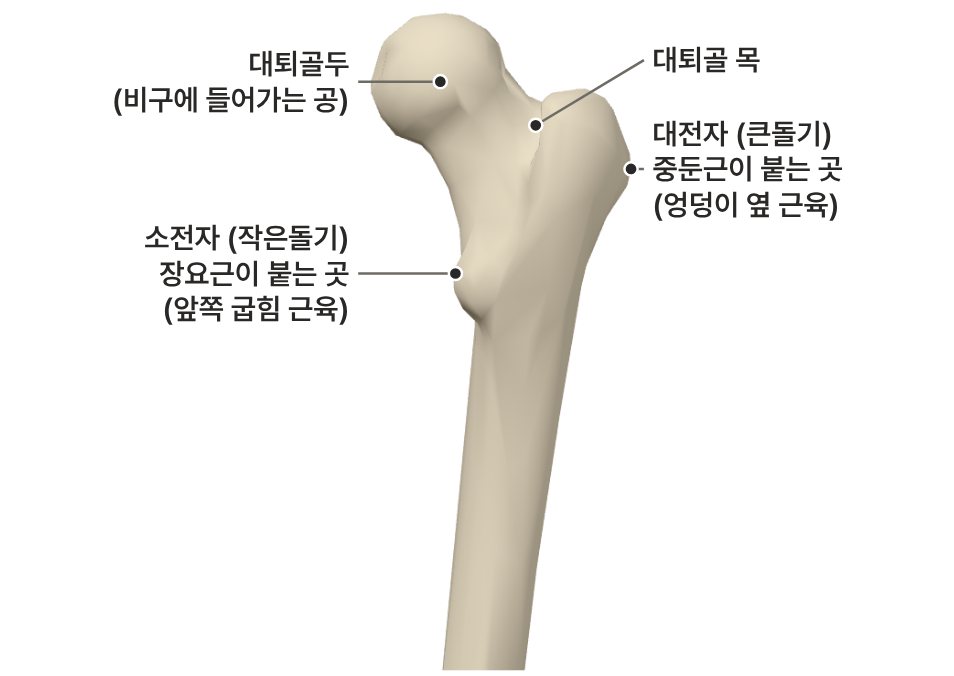 대퇴골두
(비구에 들어가는 공)
대퇴골 목
대전자 (큰돌기)
중둔근이 붙는 곳
(엉덩이 옆 근육)
소전자 (작은돌기)
장요근이 붙는 곳
(앞쪽 굽힘 근육)